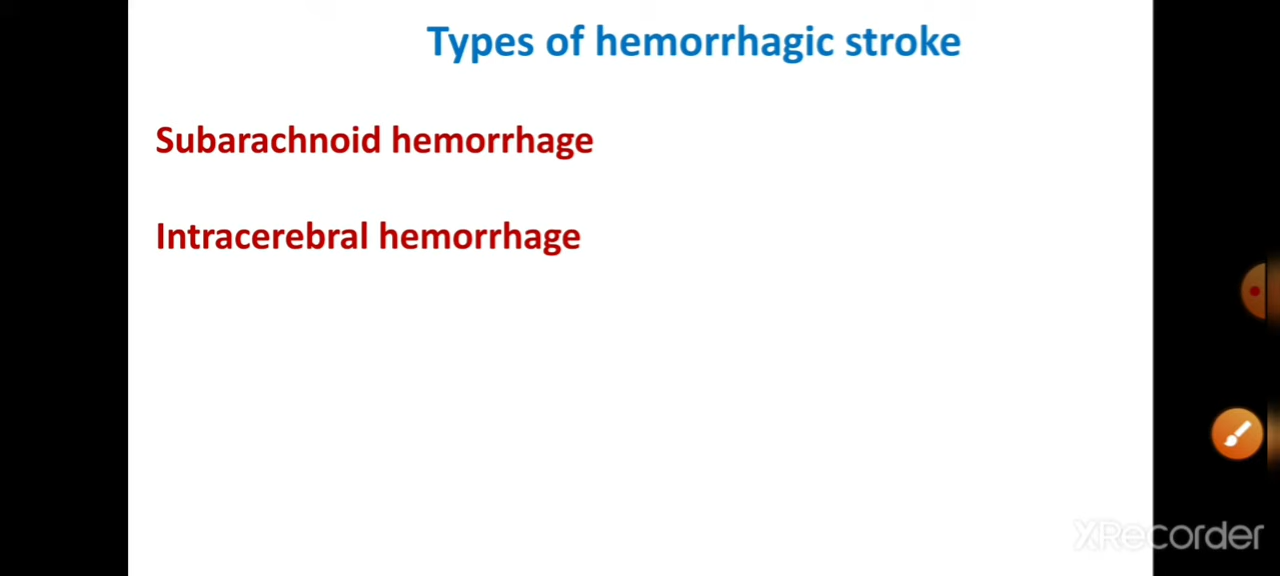 Types of hemorrhagic stroke
Subarachnoid hemorrhage
Intracerebral hemorrhage
XRecorder